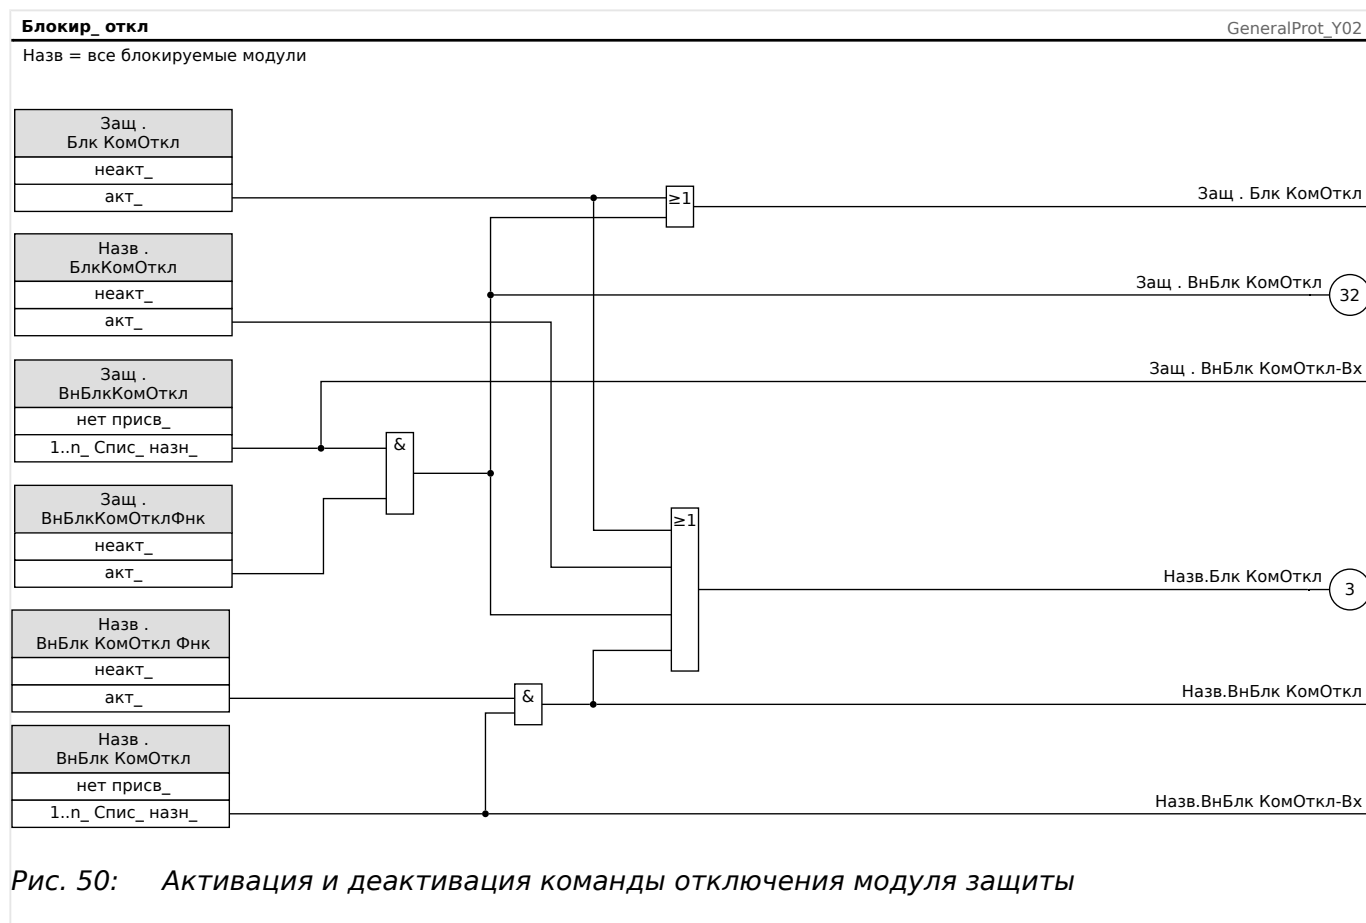 Блокир_ откл
GeneralProt_Y02
Назв = все блокируемые модули
Защ .
Блк КомОткл
неакт_
акт_
≥1
Защ . Блк КомОткл
Назв .
БлкКомОткл
неакт_
акт_
Защ . ВнБлк КомОткл
32
Защ .
ВнБлкКомОткл
нет присв_
1..n_ Спис_ назн_
Защ . ВнБлк КомОткл-Вх
&
Защ .
ВнБлкКомОтклФнк
неакт_
акт_
≥1
Назв.Блк КомОткл
3
Назв .
ВнБлк КомОткл Фнк
неакт_
акт_
&
Назв.ВнБлк КомОткл
Назв .
ВнБлк КомОткл
нет присв_
1..n_ Спис_ назн_
Назв.ВнБлк КомОткл-Вх
Рис. 50: Активация и деактивация команды отключения модуля защиты